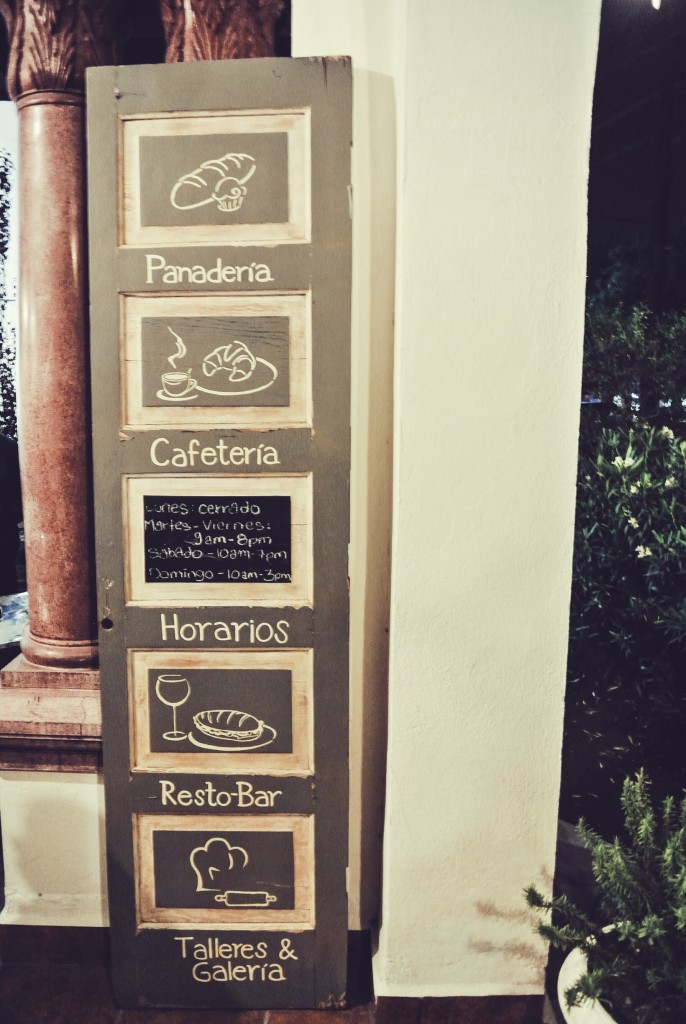 Panadería
Cafetería
Lunes: cerrado
Martes - Viernes:
9am - 8pm
Sábado - 10am - 7pm
Domingo - 10am - 3pm
Horarios
Resto-Bar
Talleres &
Galería